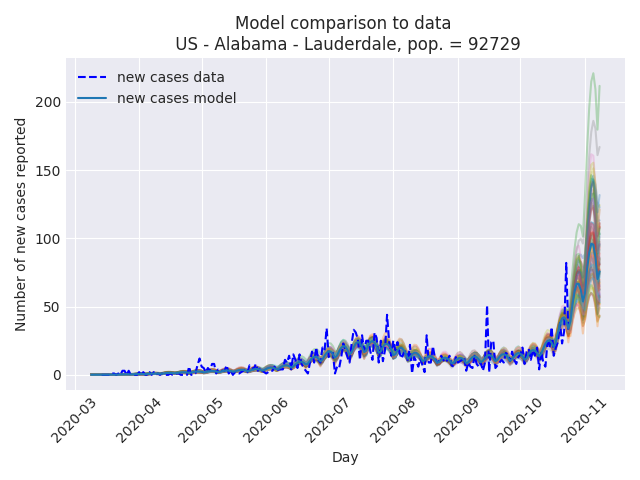 Model comparison to data
US - Alabama - Lauderdale, pop. = 92729
new cases data
new cases model
Number of new cases reported
200
150
100
50
0
2020-03
2020-04
2020-05
2020-06
2020-07
2020-08
2020-09
2020-10
2020-11
Day